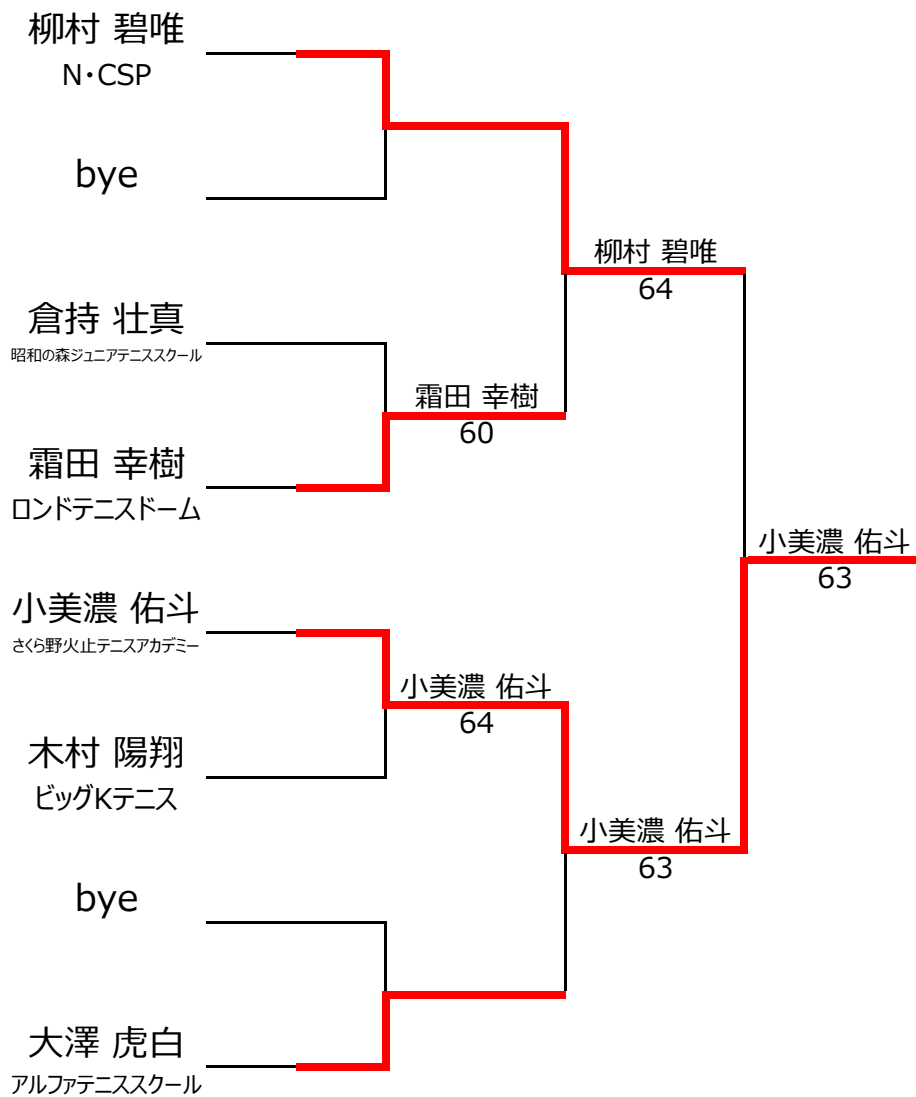 柳村 碧唯
N・CSP
bye
倉持 壮真
昭和の森ジュニアテニススクール
霜田 幸樹
ロンドテニスドーム
小美濃 佑斗
さくら野火止テニスアカデミー
木村 陽翔
ビッグKテニス
bye
大澤 虎白
アルファテニススクール
霜田 幸樹
60
小美濃 佑斗
64
柳村 碧唯
64
小美濃 佑斗
63
小美濃 佑斗
63